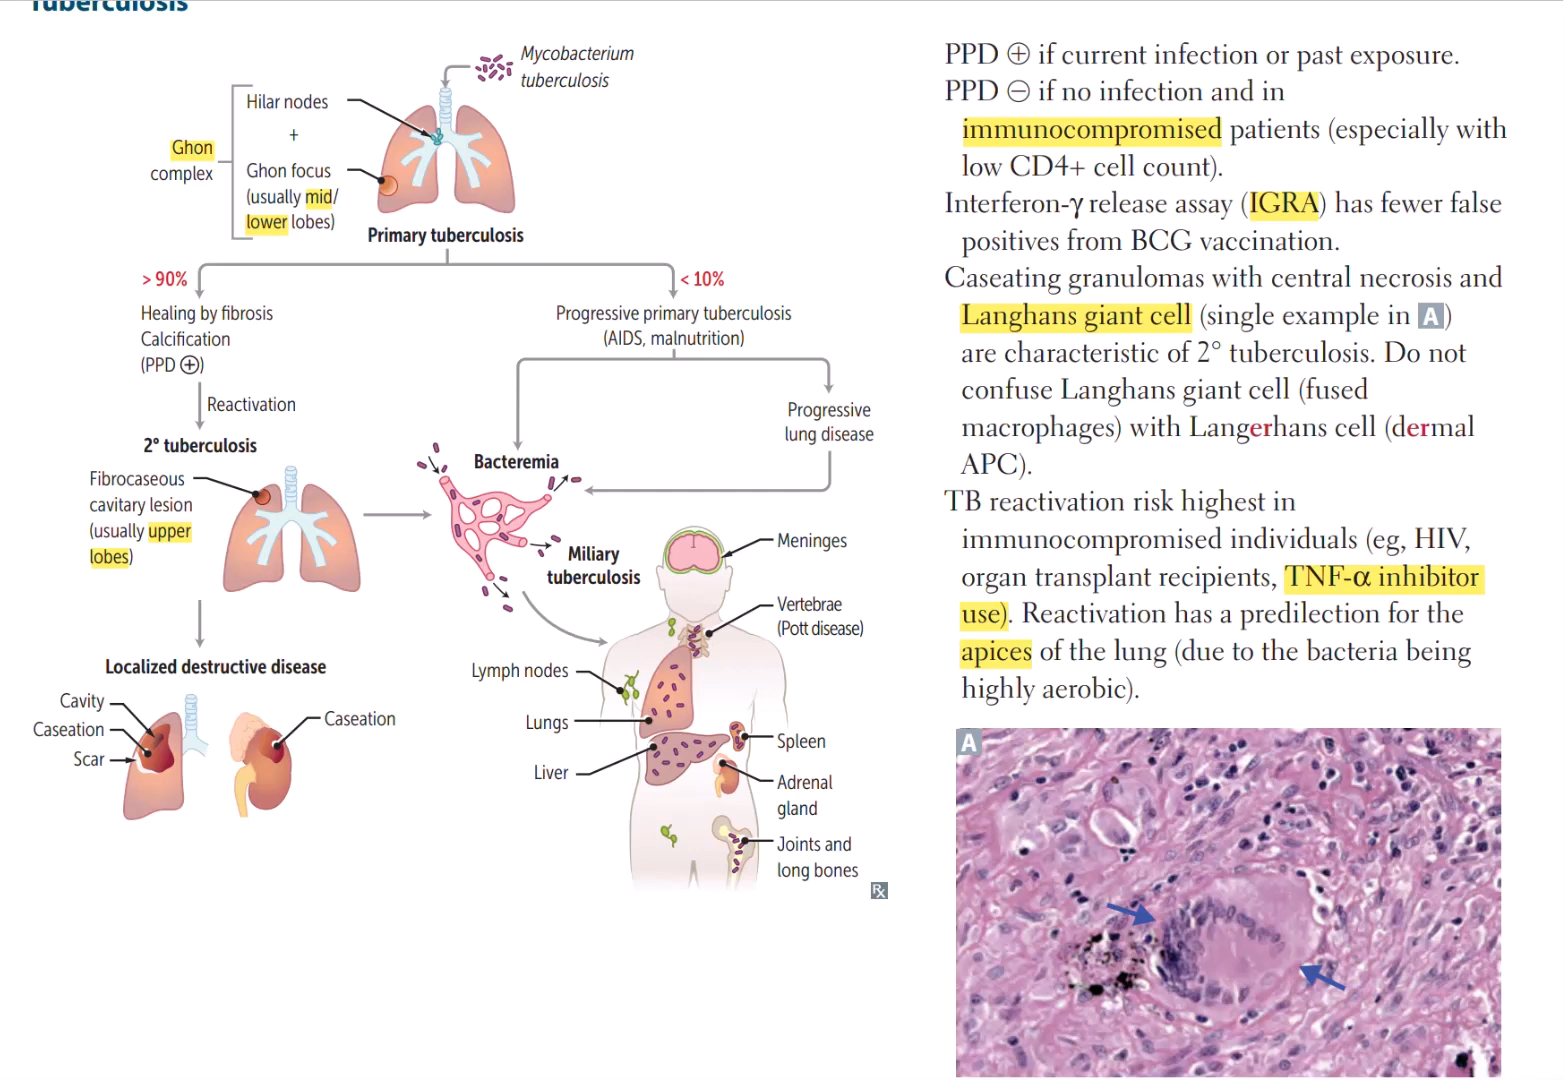 Tuberculosis
Mycobacterium
tuberculosis
Hilar nodes
+
Ghon
complex
Ghon focus
(usually mid/
lower lobes)
Primary tuberculosis
> 90%
< 10%
Healing by fibrosis
Calcification
(PPD ⊕)
Progressive primary tuberculosis
(AIDS, malnutrition)
Reactivation
Progressive
lung disease
2° tuberculosis
Bacteremia
Fibrocaseous
cavitary lesion
(usually upper
lobes)
Miliary
tuberculosis
Meninges
Vertebrae
(Pott disease)
Localized destructive disease
Lymph nodes
Cavity
Caseation
Scar
Caseation
Lungs
Spleen
Liver
Adrenal
gland
Joints and
long bones
Rx
PPD ⊕ if current infection or past exposure.
PPD ⊖ if no infection and in
immunocompromised patients (especially with
low CD4+ cell count).
Interferon-γ release assay (IGRA) has fewer false
positives from BCG vaccination.
Caseating granulomas with central necrosis and
Langhans giant cell (single example in A)
are characteristic of 2° tuberculosis. Do not
confuse Langhans giant cell (fused
macrophages) with Langerhans cell (dermal
APC).
TB reactivation risk highest in
immunocompromised individuals (eg, HIV,
organ transplant recipients, TNF-α inhibitor
use). Reactivation has a predilection for the
apices of the lung (due to the bacteria being
highly aerobic).
A